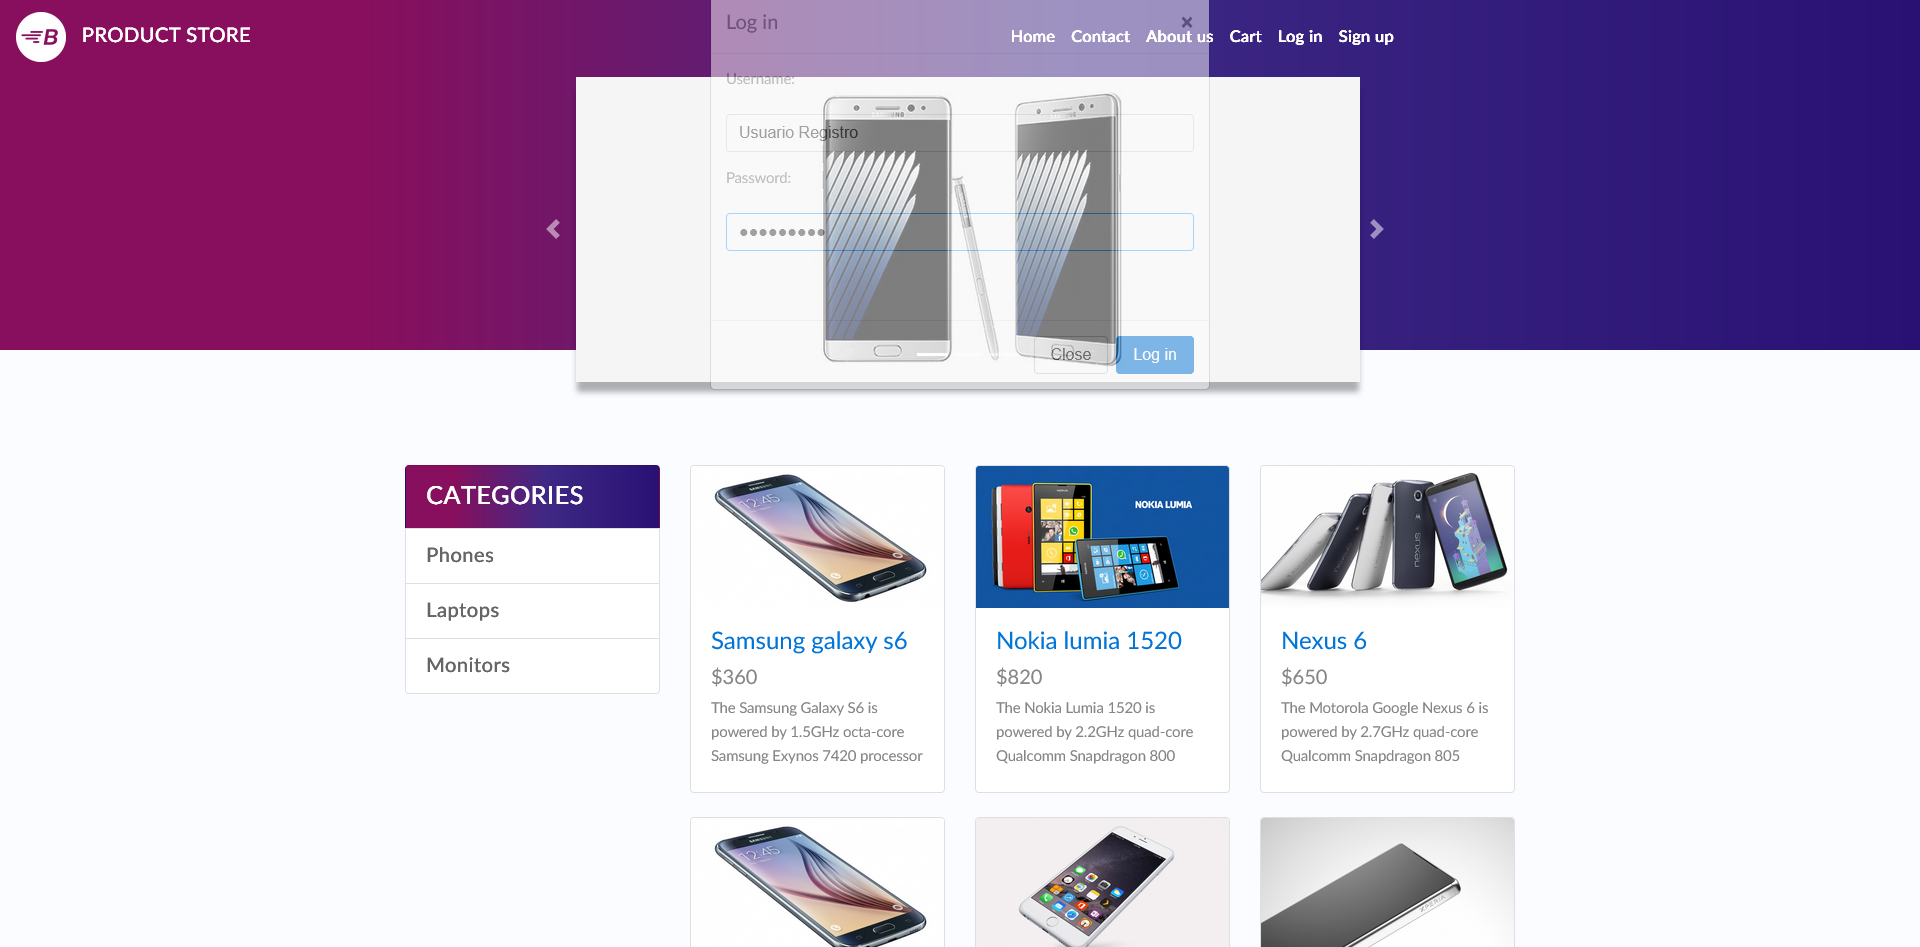 PRODUCT STORE
Home Contact About us Cart Log in Sign up
Log in
×
Username:
Usuario Registro
Password:
●●●●●●●●●
Close
Log in
CATEGORIES
Phones
Laptops
Monitors
Samsung galaxy s6
$360
The Samsung Galaxy S6 is
powered by 1.5GHz octa-core
Samsung Exynos 7420 processor
NOKIA LUMIA
Nokia lumia 1520
$820
The Nokia Lumia 1520 is
powered by 2.2GHz quad-core
Qualcomm Snapdragon 800
nexus
Nexus 6
$650
The Motorola Google Nexus 6 is
powered by 2.7GHz quad-core
Qualcomm Snapdragon 805
12:45
XPERIA